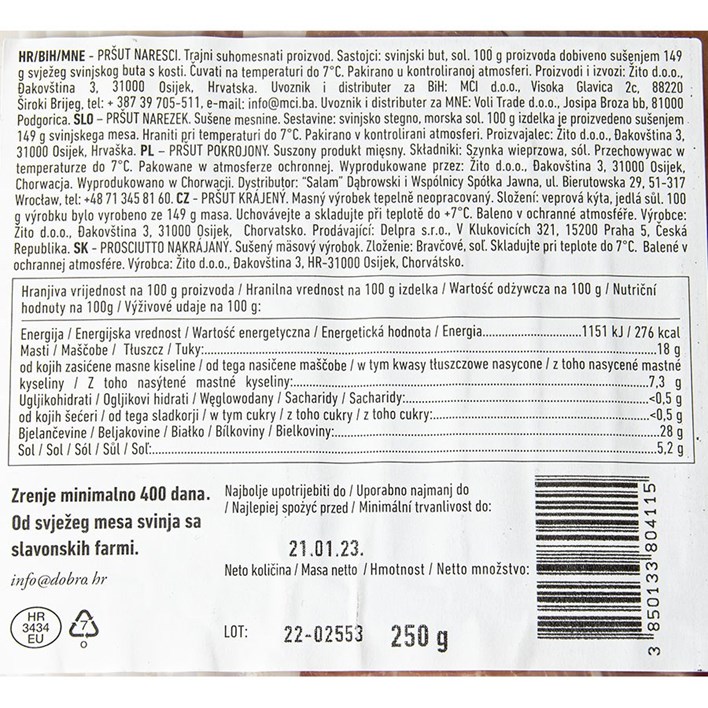 HR/BIH/MNE - PRŠUT NARESCI. Trajni suhomesnati proizvod. Sastojci: svinjski but, sol. 100 g proizvoda dobiveno sušenjem 149
g svježeg svinjskog buta s kosti. Čuvati na temperaturi do 7°C. Pakirano u kontroliranoj atmosferi. Proizvodi i izvozi: Žito d.o.o.,
Đakovština 3, 31000 Osijek, Hrvatska. Uvoznik i distributer za BiH: MCI d.o.o., Visoka Glavica 2c, 88220
Široki Brijeg, tel: + 387 39 705-511, e-mail: info@mci.ba. Uvoznik i distributer za MNE: Voli Trade d.o.o., Josipa Broza bb, 81000
Podgorica. SLO – PRŠUT NAREZEK. Sušene mesnine. Sestavine: svinjsko stegno, morska sol. 100 g izdelka je proizvedeno sušenjem
149 g svinjskega mesa. Hraniti pri temperaturi do 7°C. Pakirano v kontrolirani atmosferi. Proizvajalec: Žito d.o.o., Đakovština 3,
31000 Osijek, Hrvaška. PL – PRŠUT POKROJONY. Suszony produkt mięsny. Składniki: Szynka wieprzowa, sól. Przechowywac w
temperaturze do 7°C. Pakowane w atmosferze ochronnej. Wyprodukowane przez: Žito d.o.o., Đakovština 3, 31000 Osijek,
Chorwacja. Wyprodukowano w Chorwacji. Dystributor: "Salam" Dąbrowski i Wspólnicy Spółka Jawna, ul. Bierutowska 29, 51-317
Wrocław, tel: +48 71 345 81 60. CZ - PRŠUT KRÁJENÝ. Masný výrobek tepelně neopracovaný. Složení: veprová kýta, jedlá sůl. 100
g výrobku bylo vyrobeno ze 149 g masa. Uchovávejte a skladujte při teplotě do +7°C. Baleno v ochranné atmosféře. Výrobce:
Žito d.o.o., Đakovština 3, 31000 Osijek, Chorvatsko. Prodávající: Delpra s.r.o., V Klukovicích 321, 15200 Praha 5, Česká
Republika. SK - PROSCIUTTO NAKRÁJANÝ. Sušený mäsový výrobok. Zloženie: Bravčové, soľ. Skladujte pri teplote do 7°C. Balené v
ochrannej atmosfére. Výrobca: Žito d.o.o., Đakovština 3, HR-31000 Osijek, Chorvátsko.
Hranjiva vrijednost na 100 g proizvoda / Hranilna vrednost na 100 g izdelka / Wartość odżywcza na 100 g / Nutriční
hodnoty na 100g / Výživové udaje na 100 g:
Energija / Energijska vrednost / Wartość energetyczna / Energetická hodnota / Energia..................1151 kJ / 276 kcal
Masti / Maščobe / Tłuszcz / Tuky:..................18 g
od kojih zasićene masne kiseline / od tega nasičene maščobe / w tym kwasy tłuszczowe nasycone / z toho nasycené mastné
kyseliny / Z toho nasýtené mastné kyseliny:..................7,3 g
Ugljikohidrati / Ogljikovi hidrati / Węglowodany / Sacharidy / Sacharidy:..................<0,5 g
od kojih šećeri / od tega sladkorji / w tym cukry / z toho cukry / z toho cukry:..................<0,5 g
Bjelančevine / Beljakovine / Białko / Bílkoviny / Bielkoviny:..................28 g
Sol / Sol / Sól / Sůl / Soľ:..................5,2 g
Zrenje minimalno 400 dana.
Od svježeg mesa svinja sa
slavonskih farmi.
info@dobra.hr
HR
3434
EU
7
O
Najbolje upotrijebiti do / Uporabno najmanj do
/ Najlepiej spożyć przed / Minimální trvanlivost do:
21.01.23.
Neto količina / Masa netto / Hmotnost / Netto množstvo:
LOT: 22-02553 250 g
3 850133 804115